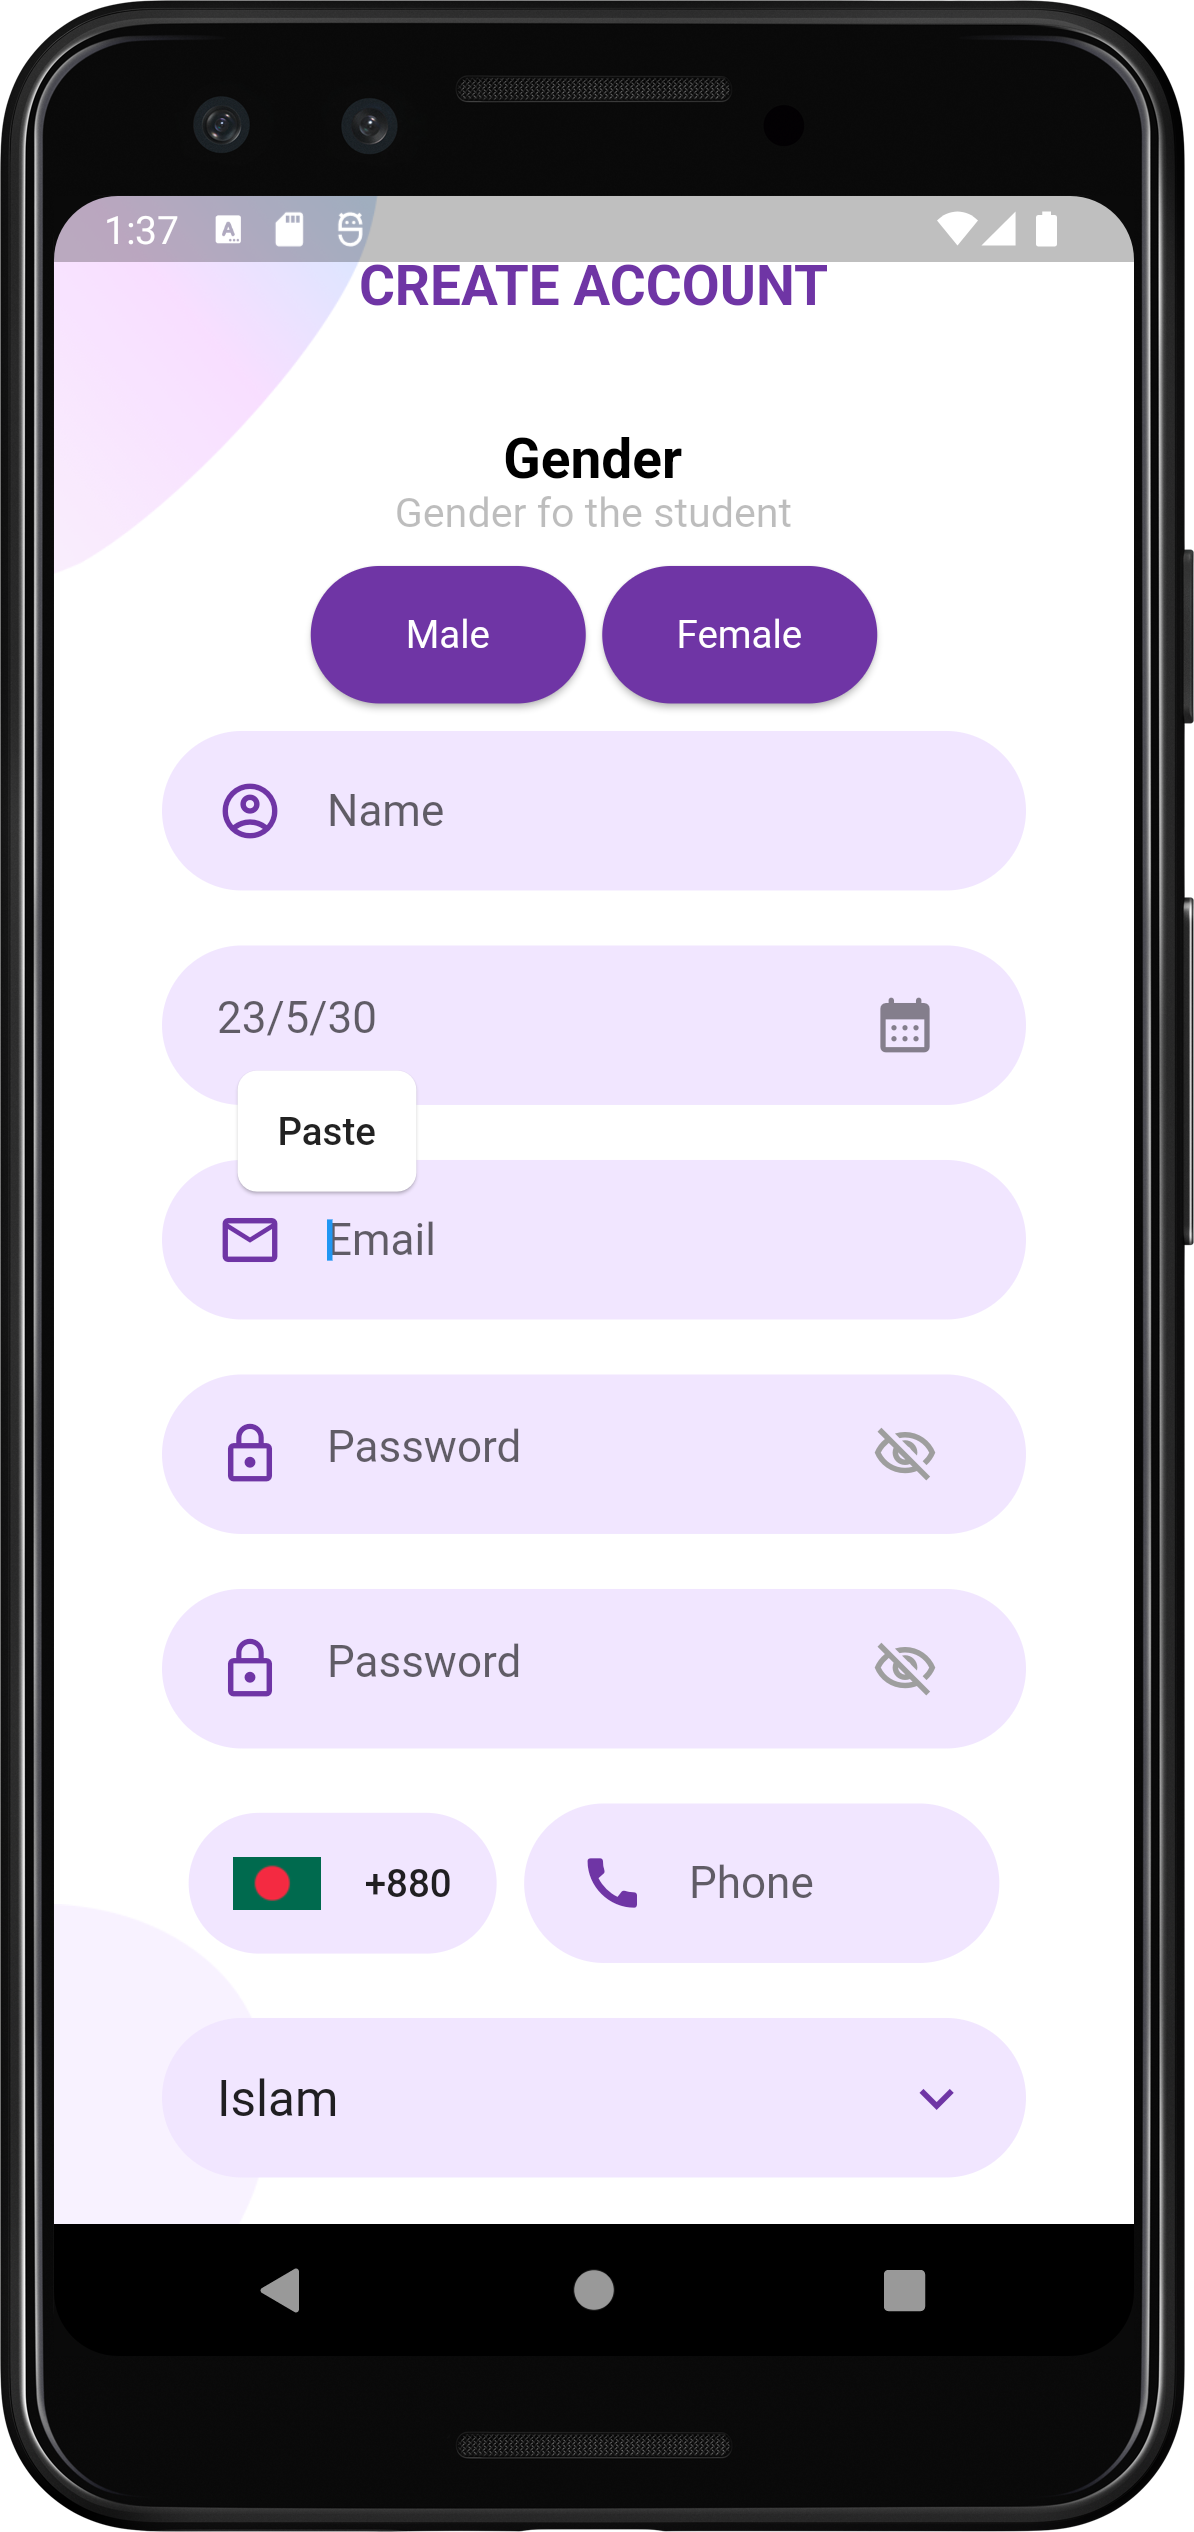 1:37
CREATE ACCOUNT
Gender
Gender fo the student
Male Female
Name
23/5/30
Paste
Email
Password
Password
+880 Phone
Islam